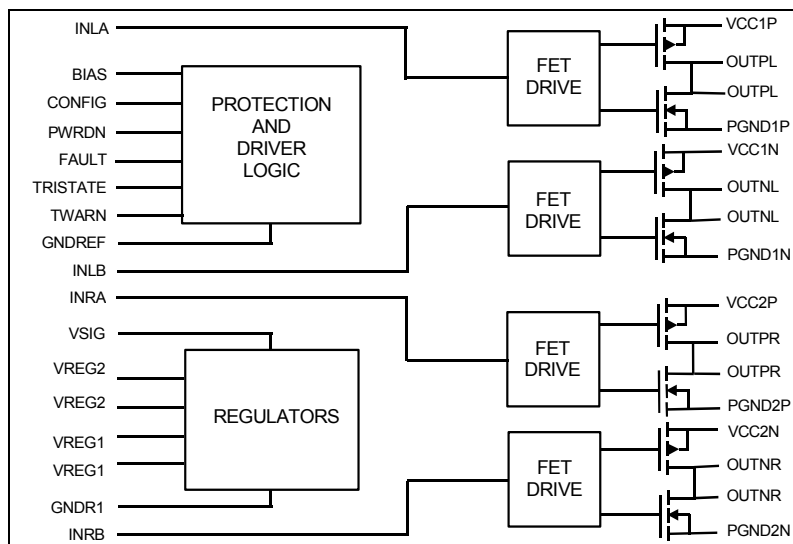 INLA
BIAS
CONFIG
PWRDN
FAULT
TRISTATE
TWARN
GNDREF
INLB
INRA
VSIG
VREG2
VREG2
VREG1
VREG1
GNDR1
INRB
PROTECTION
AND
DRIVER
LOGIC
REGULATORS
FET
DRIVE
FET
DRIVE
FET
DRIVE
FET
DRIVE
VCC1P
OUTPL
OUTPL
PGND1P
VCC1N
OUTNL
OUTNL
PGND1N
VCC2P
OUTPR
OUTPR
PGND2P
VCC2N
OUTNR
OUTNR
PGND2N